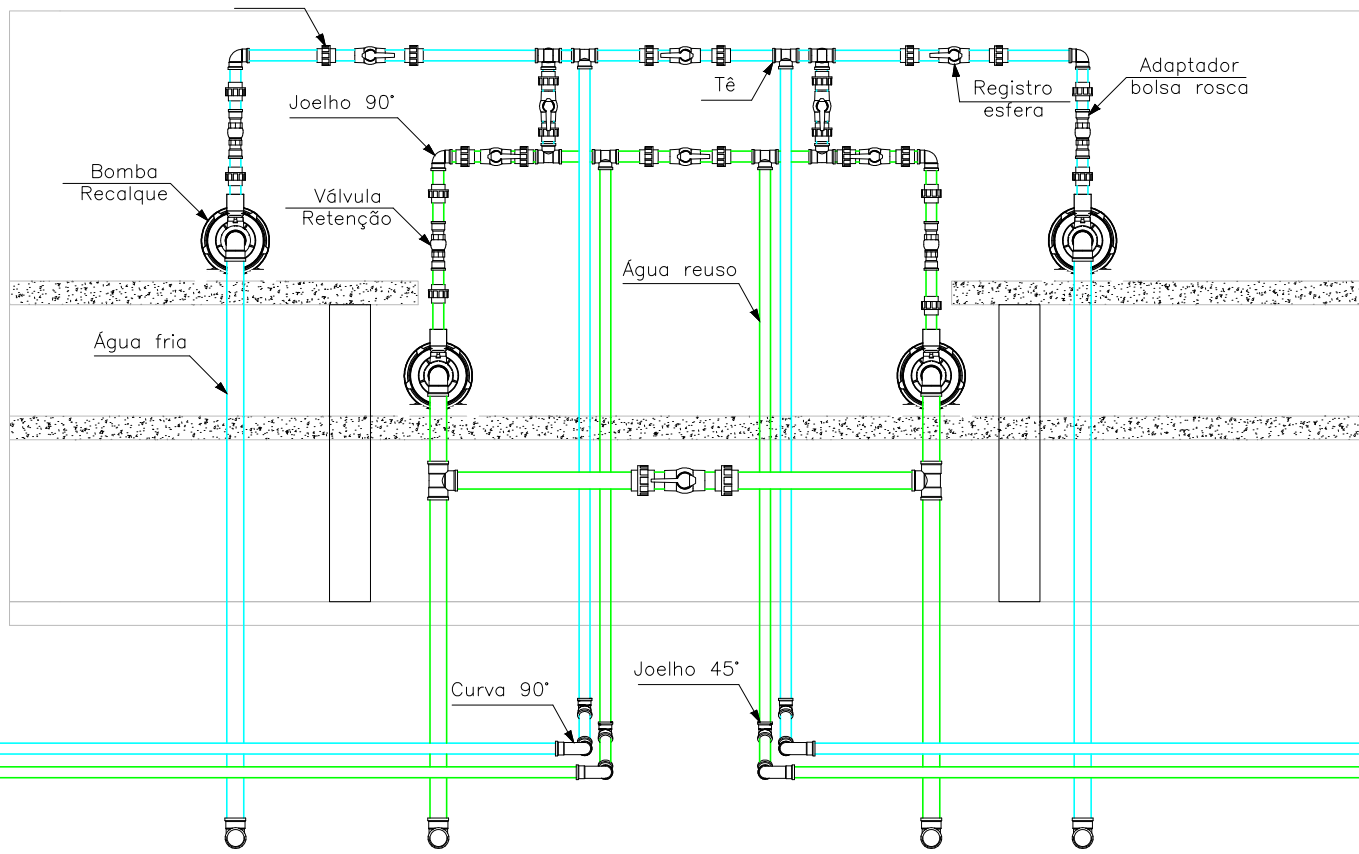 Tê
Registro
esfera
Adaptador
bolsa rosca
Joelho 90°
Bomba
Recalque
Válvula
Retenção
Água reuso
Água fria
Joelho 45°
Curva 90°